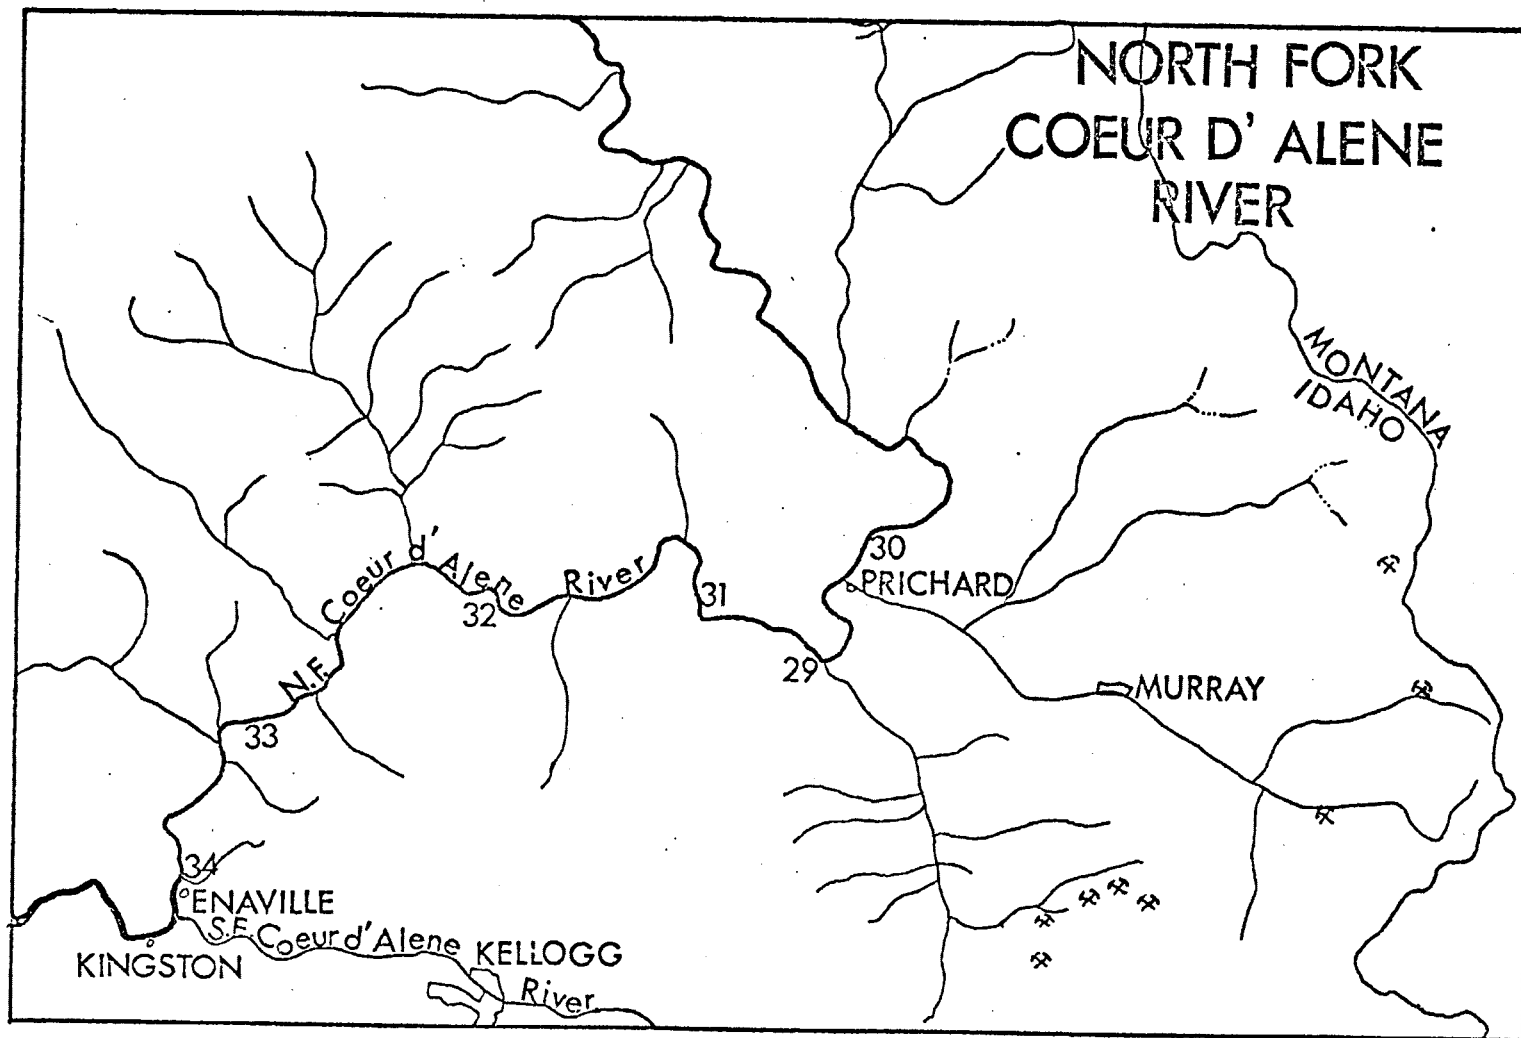 NORTH FORK
COEUR D' ALENE
RIVER
MONTANA
IDAHO
30
PRICHARD
N.F. Coeur d'Alene River
31
32
29
MURRAY
33
34
ENAVILLE
S.F. Coeur d'Alene River
KELLOGG
KINGSTON